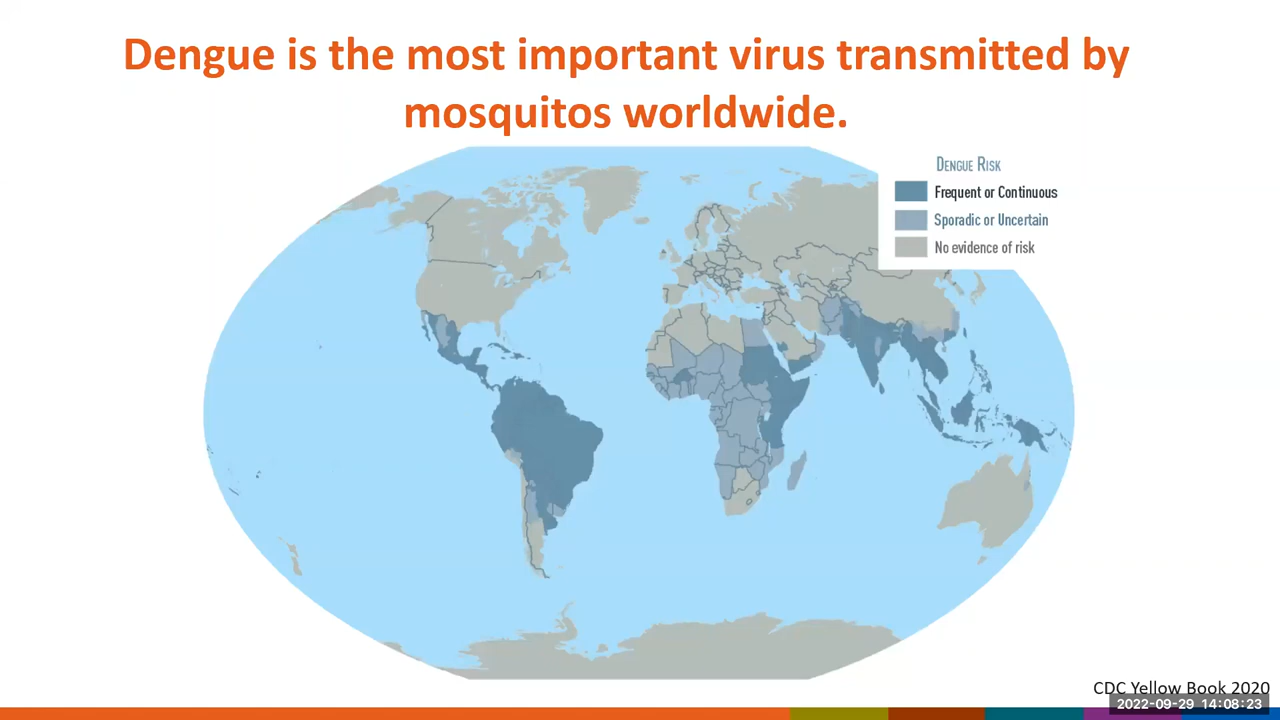 Dengue is the most important virus transmitted by
mosquitos worldwide.
DENGUE RISK
Frequent or Continuous
Sporadic or Uncertain
No evidence of risk
CDC Yellow Book 2020
2022-09-29 14:08:23